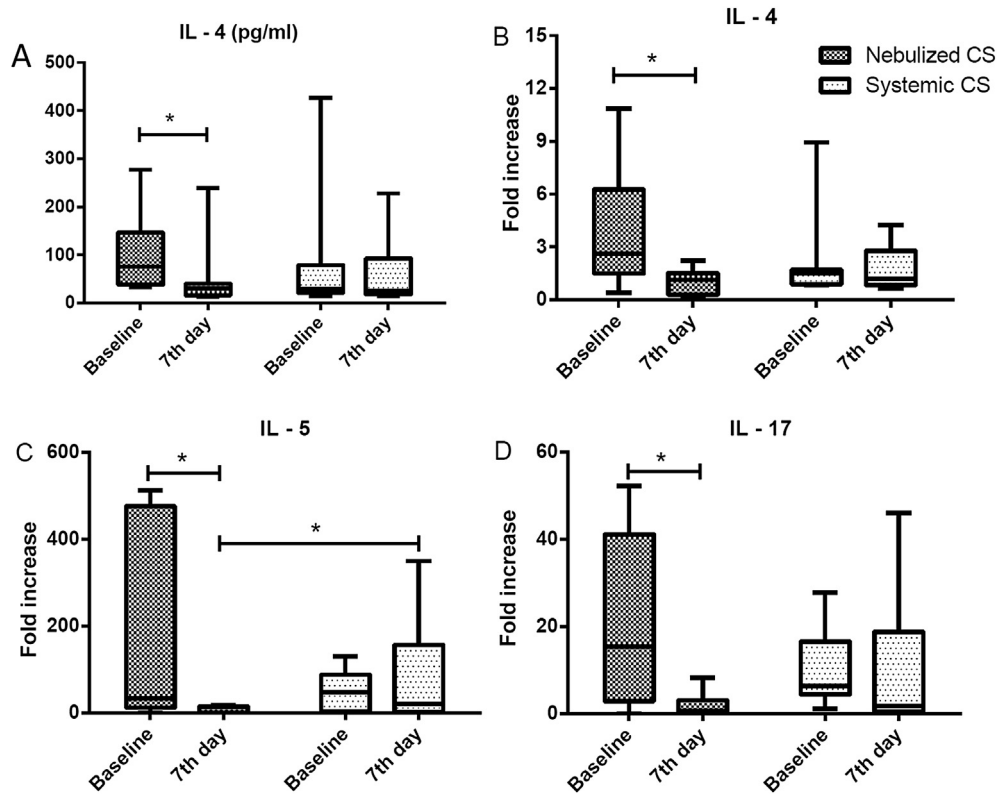 A
IL - 4 (pg/ml)
500
400
300
200
100
0
*
Baseline
7th day
Baseline
7th day
B
IL - 4
Nebulized CS
Systemic CS
Fold increase
15
12
9
6
3
0
*
Baseline
7th day
Baseline
7th day
C
IL - 5
Fold increase
600
400
200
0
*
*
Baseline
7th day
Baseline
7th day
D
IL - 17
Fold increase
60
40
20
0
*
Baseline
7th day
Baseline
7th day